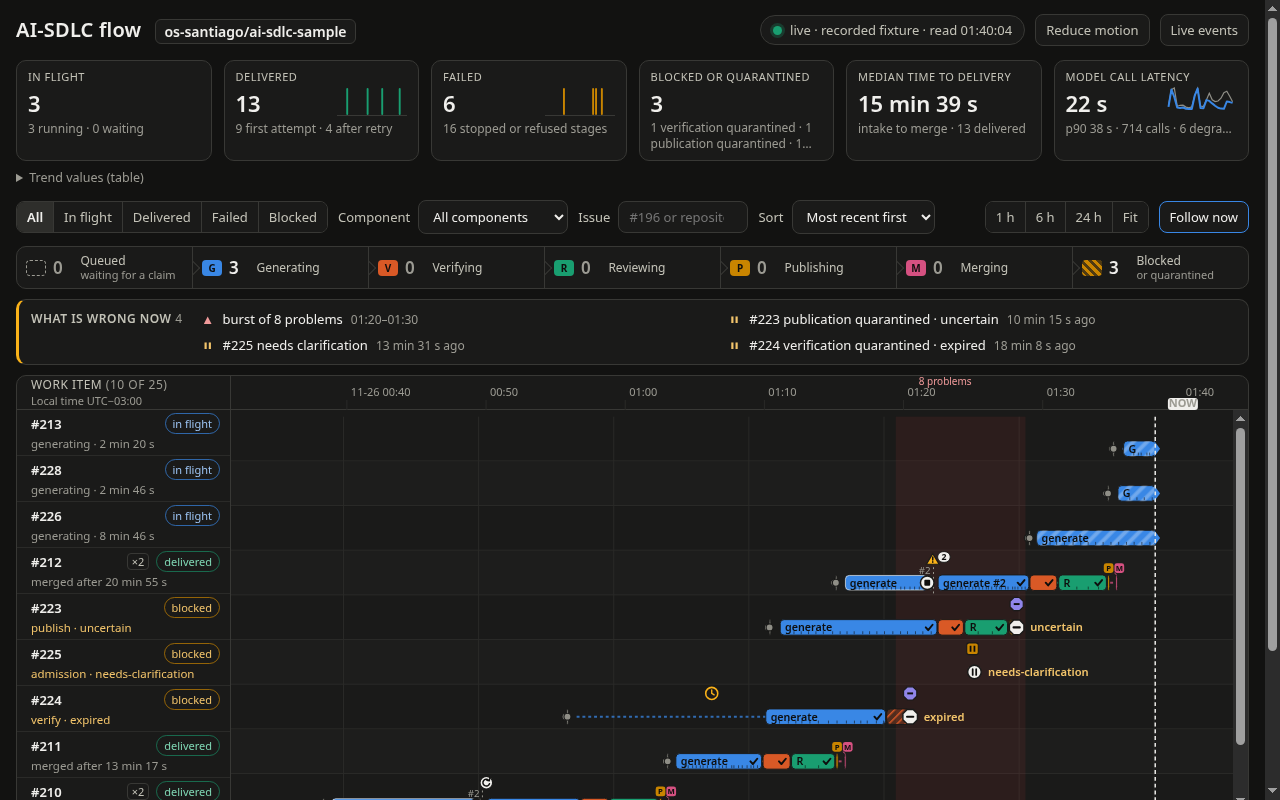 AI-SDLC flow
os-santiago/ai-sdlc-sample
live · recorded fixture · read 01:40:04
Reduce motion
Live events
IN FLIGHT
3
3 running · 0 waiting
DELIVERED
13
9 first attempt · 4 after retry
FAILED
6
16 stopped or refused stages
BLOCKED OR QUARANTINED
3
1 verification quarantined · 1
publication quarantined · 1…
MEDIAN TIME TO DELIVERY
15 min 39 s
intake to merge · 13 delivered
MODEL CALL LATENCY
22 s
p90 38 s · 714 calls · 6 degra…
Trend values (table)
All
In flight
Delivered
Failed
Blocked
Component
All components
Issue
#196 or reposit
Sort
Most recent first
1 h
6 h
24 h
Fit
Follow now
0
Queued
waiting for a claim
G 3 Generating
V 0 Verifying
R 0 Reviewing
P 0 Publishing
M 0 Merging
3
Blocked
or quarantined
WHAT IS WRONG NOW 4
burst of 8 problems 01:20–01:30
#223 publication quarantined · uncertain 10 min 15 s ago
#225 needs clarification 13 min 31 s ago
#224 verification quarantined · expired 18 min 8 s ago
WORK ITEM (10 OF 25)
Local time UTC−03:00
8 problems
11-26 00:40
00:50
01:00
01:10
01:20
01:30
01:40
NOW
#213
in flight
generating · 2 min 20 s
G
#228
in flight
generating · 2 min 46 s
G
#226
in flight
generating · 8 min 46 s
generate
#212
×2
delivered
merged after 20 min 55 s
2
#2
P M
generate
generate #2
R
#223
blocked
publish · uncertain
generate
R
uncertain
#225
blocked
admission · needs-clarification
needs-clarification
#224
blocked
verify · expired
generate
expired
#211
delivered
merged after 13 min 17 s
P M
generate
R
#210
×2
delivered
#2
P M